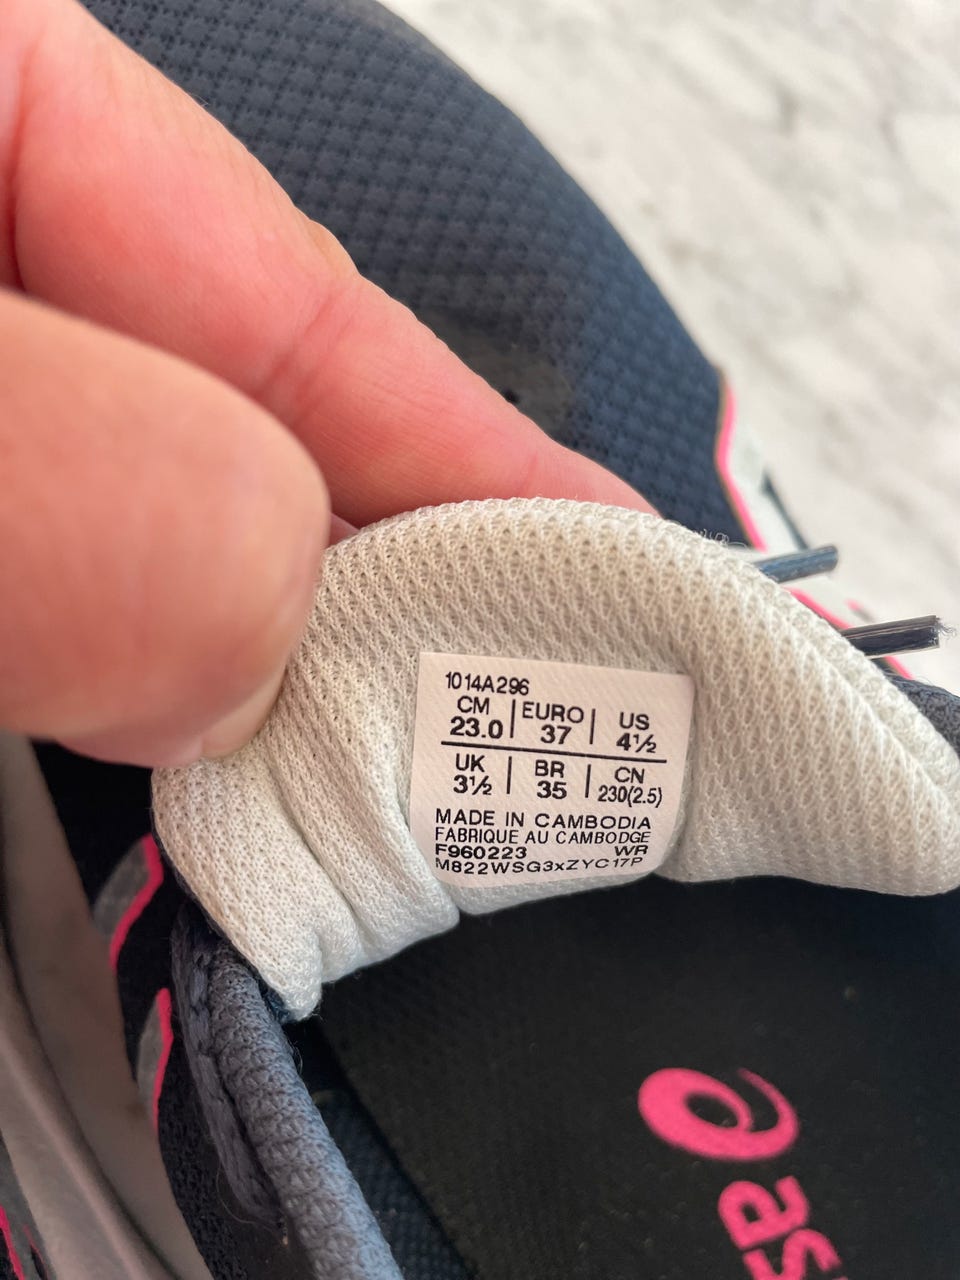 1014A296
CM EURO US
23.0 37 4½
UK BR CN
3½ 35 230(2.5)
MADE IN CAMBODIA
FABRIQUE AU CAMBODGE
F960223 WR
M822WSG3xZYC17P
as